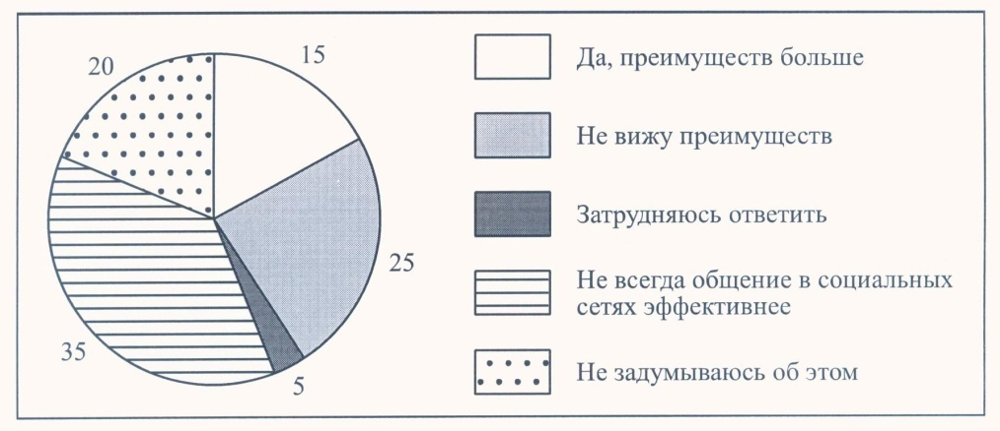 20
15
25
5
35
Да, преимуществ больше
Не вижу преимуществ
Затрудняюсь ответить
Не всегда общение в социальных
сетях эффективнее
Не задумываюсь об этом